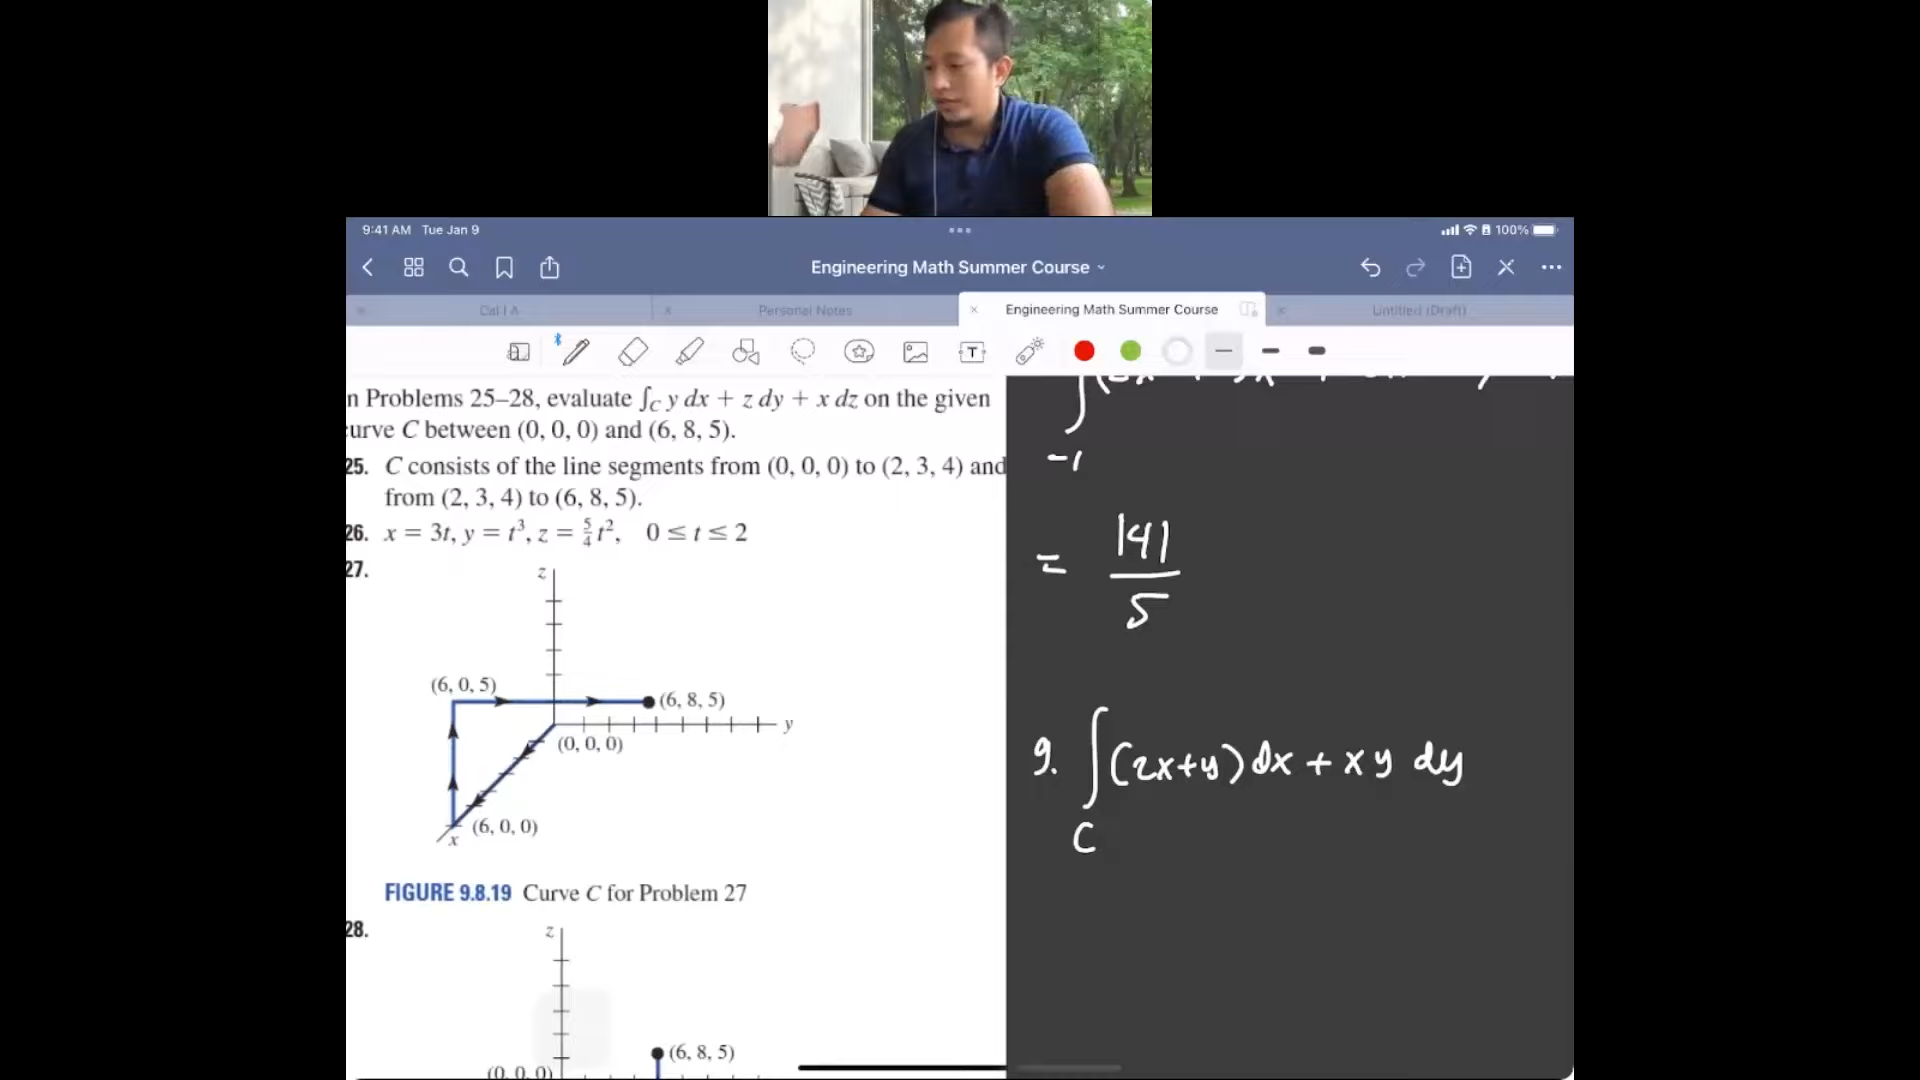 9:41 AM Tue Jan 9
100%
Engineering Math Summer Course
Cal I A
Personal Notes
Engineering Math Summer Course
Untitled (Draft)
T
n Problems 25–28, evaluate ∫_C y dx + z dy + x dz on the given
urve C between (0, 0, 0) and (6, 8, 5).
25. C consists of the line segments from (0, 0, 0) to (2, 3, 4) and
from (2, 3, 4) to (6, 8, 5).
26. x = 3t, y = t³, z = 5/4 t², 0 ≤ t ≤ 2
27.
z
(6, 0, 5)
(6, 8, 5)
y
(0, 0, 0)
(6, 0, 0)
x
FIGURE 9.8.19 Curve C for Problem 27
28.
z
(6, 8, 5)
(0, 0, 0)
-1
= 141/5
9. ∫_C (2x+y) dx + xy dy